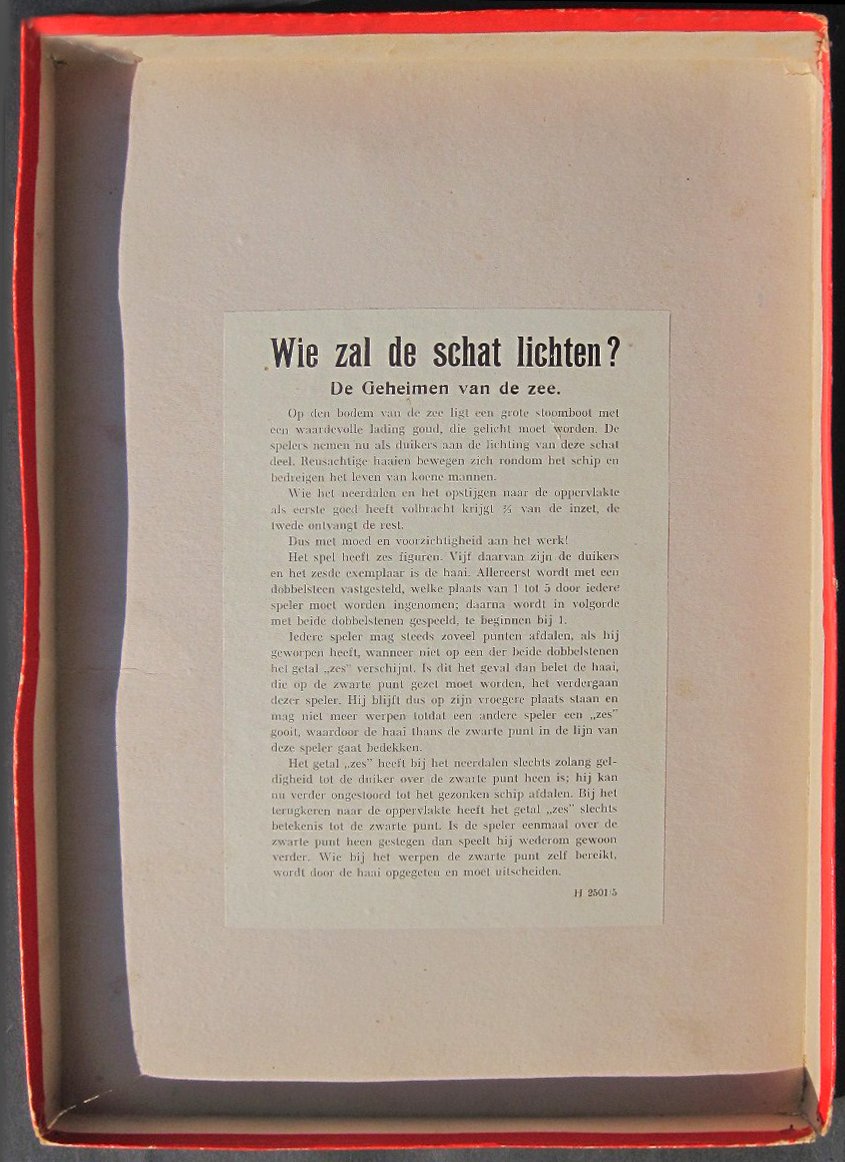 Wie zal de schat lichten?
De Geheimen van de zee.
Op den bodem van de zee ligt een grote stoomboot met
een waardevolle lading goud, die gelicht moet worden. De
spelers nemen nu als duikers aan de lichting van deze schat
deel. Reusachtige haaien bewegen zich rondom het schip en
bedreigen het leven van koene mannen.
Wie het neerdalen en het opstijgen naar de oppervlakte
als eerste goed heeft volbracht krijgt ⅔ van de inzet, de
twede ontvangt de rest.
Dus met moed en voorzichtigheid aan het werk!
Het spel heeft zes figuren. Vijf daarvan zijn de duikers
en het zesde exemplaar is de haai. Allereerst wordt met een
dobbelsteen vastgesteld, welke plaats van 1 tot 5 door iedere
speler moet worden ingenomen; daarna wordt in volgorde
met beide dobbelstenen gespeeld, te beginnen bij 1.
Iedere speler mag steeds zoveel punten afdalen, als hij
geworpen heeft, wanneer niet op een der beide dobbelstenen
het getal „zes" verschijnt. Is dit het geval dan belet de haai,
die op de zwarte punt gezet moet worden, het verdergaan
dezer speler. Hij blijft dus op zijn vroegere plaats staan en
mag niet meer werpen totdat een andere speler een „zes"
gooit, waardoor de haai thans de zwarte punt in de lijn van
deze speler gaat bedekken.
Het getal „zes" heeft bij het neerdalen slechts zolang gel-
digheid tot de duiker over de zwarte punt heen is; hij kan
nu verder ongestoord tot het gezonken schip afdalen. Bij het
terugkeren naar de oppervlakte heeft het getal „zes" slechts
betekenis tot de zwarte punt. Is de speler eenmaal over de
zwarte punt heen gestegen dan speelt hij wederom gewoon
verder. Wie bij het werpen de zwarte punt zelf bereikt,
wordt door de haai opgegeten en moet uitscheiden.
H 2501/5